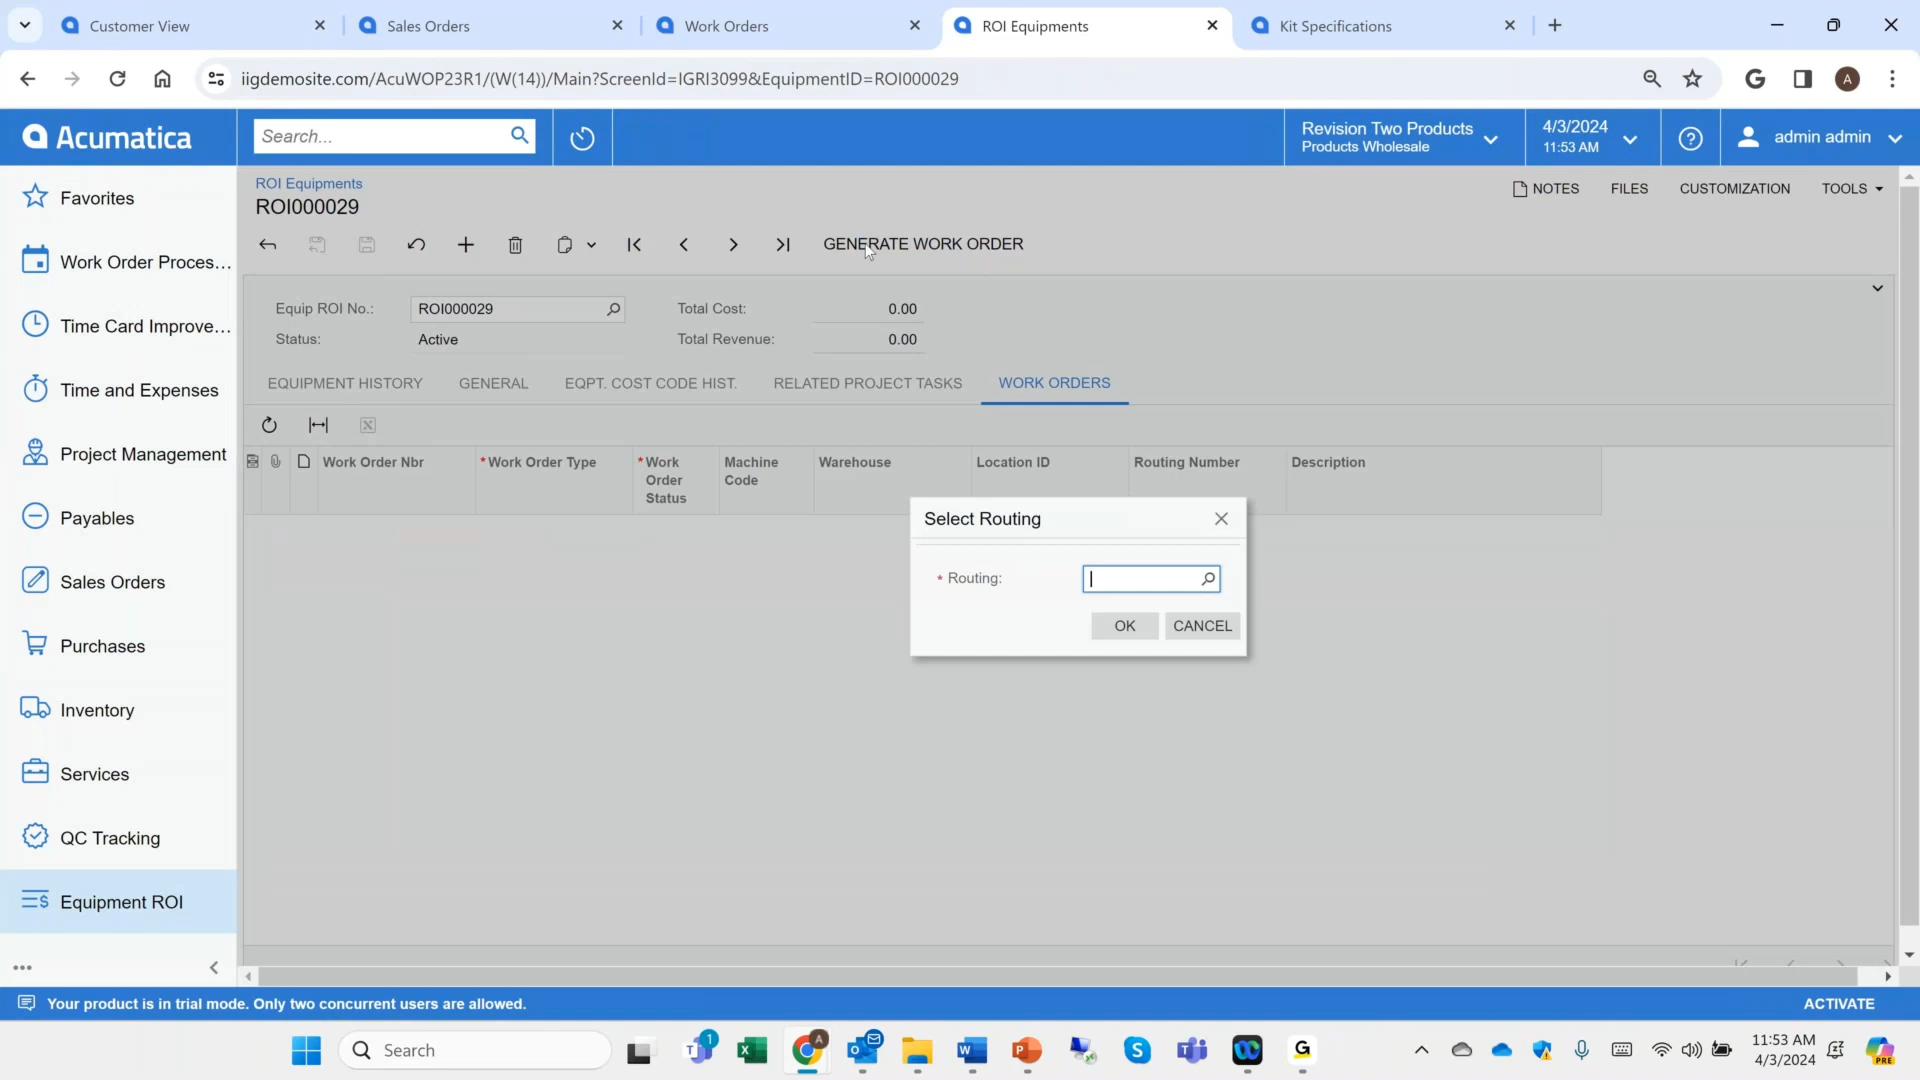 Customer View
Sales Orders
Work Orders
ROI Equipments
Kit Specifications
iigdemosite.com/AcuWOP23R1/(W(14))/Main?ScreenId=IGRI3099&EquipmentID=ROI000029
G
A
Acumatica
Search...
Revision Two Products
Products Wholesale
4/3/2024
11:53 AM
admin admin
Favorites
Work Order Proces...
Time Card Improve...
Time and Expenses
Project Management
Payables
Sales Orders
Purchases
Inventory
Services
QC Tracking
Equipment ROI
ROI Equipments
ROI000029
NOTES
FILES
CUSTOMIZATION
TOOLS
GENERATE WORK ORDER
Equip ROI No.:
ROI000029
Total Cost:
0.00
Status:
Active
Total Revenue:
0.00
EQUIPMENT HISTORY
GENERAL
EQPT. COST CODE HIST.
RELATED PROJECT TASKS
WORK ORDERS
Work Order Nbr
* Work Order Type
* Work
Order
Status
Machine
Code
Warehouse
Location ID
Routing Number
Description
Select Routing
* Routing:
OK
CANCEL
Your product is in trial mode. Only two concurrent users are allowed.
ACTIVATE
Search
1
A
11:53 AM
4/3/2024
PRE